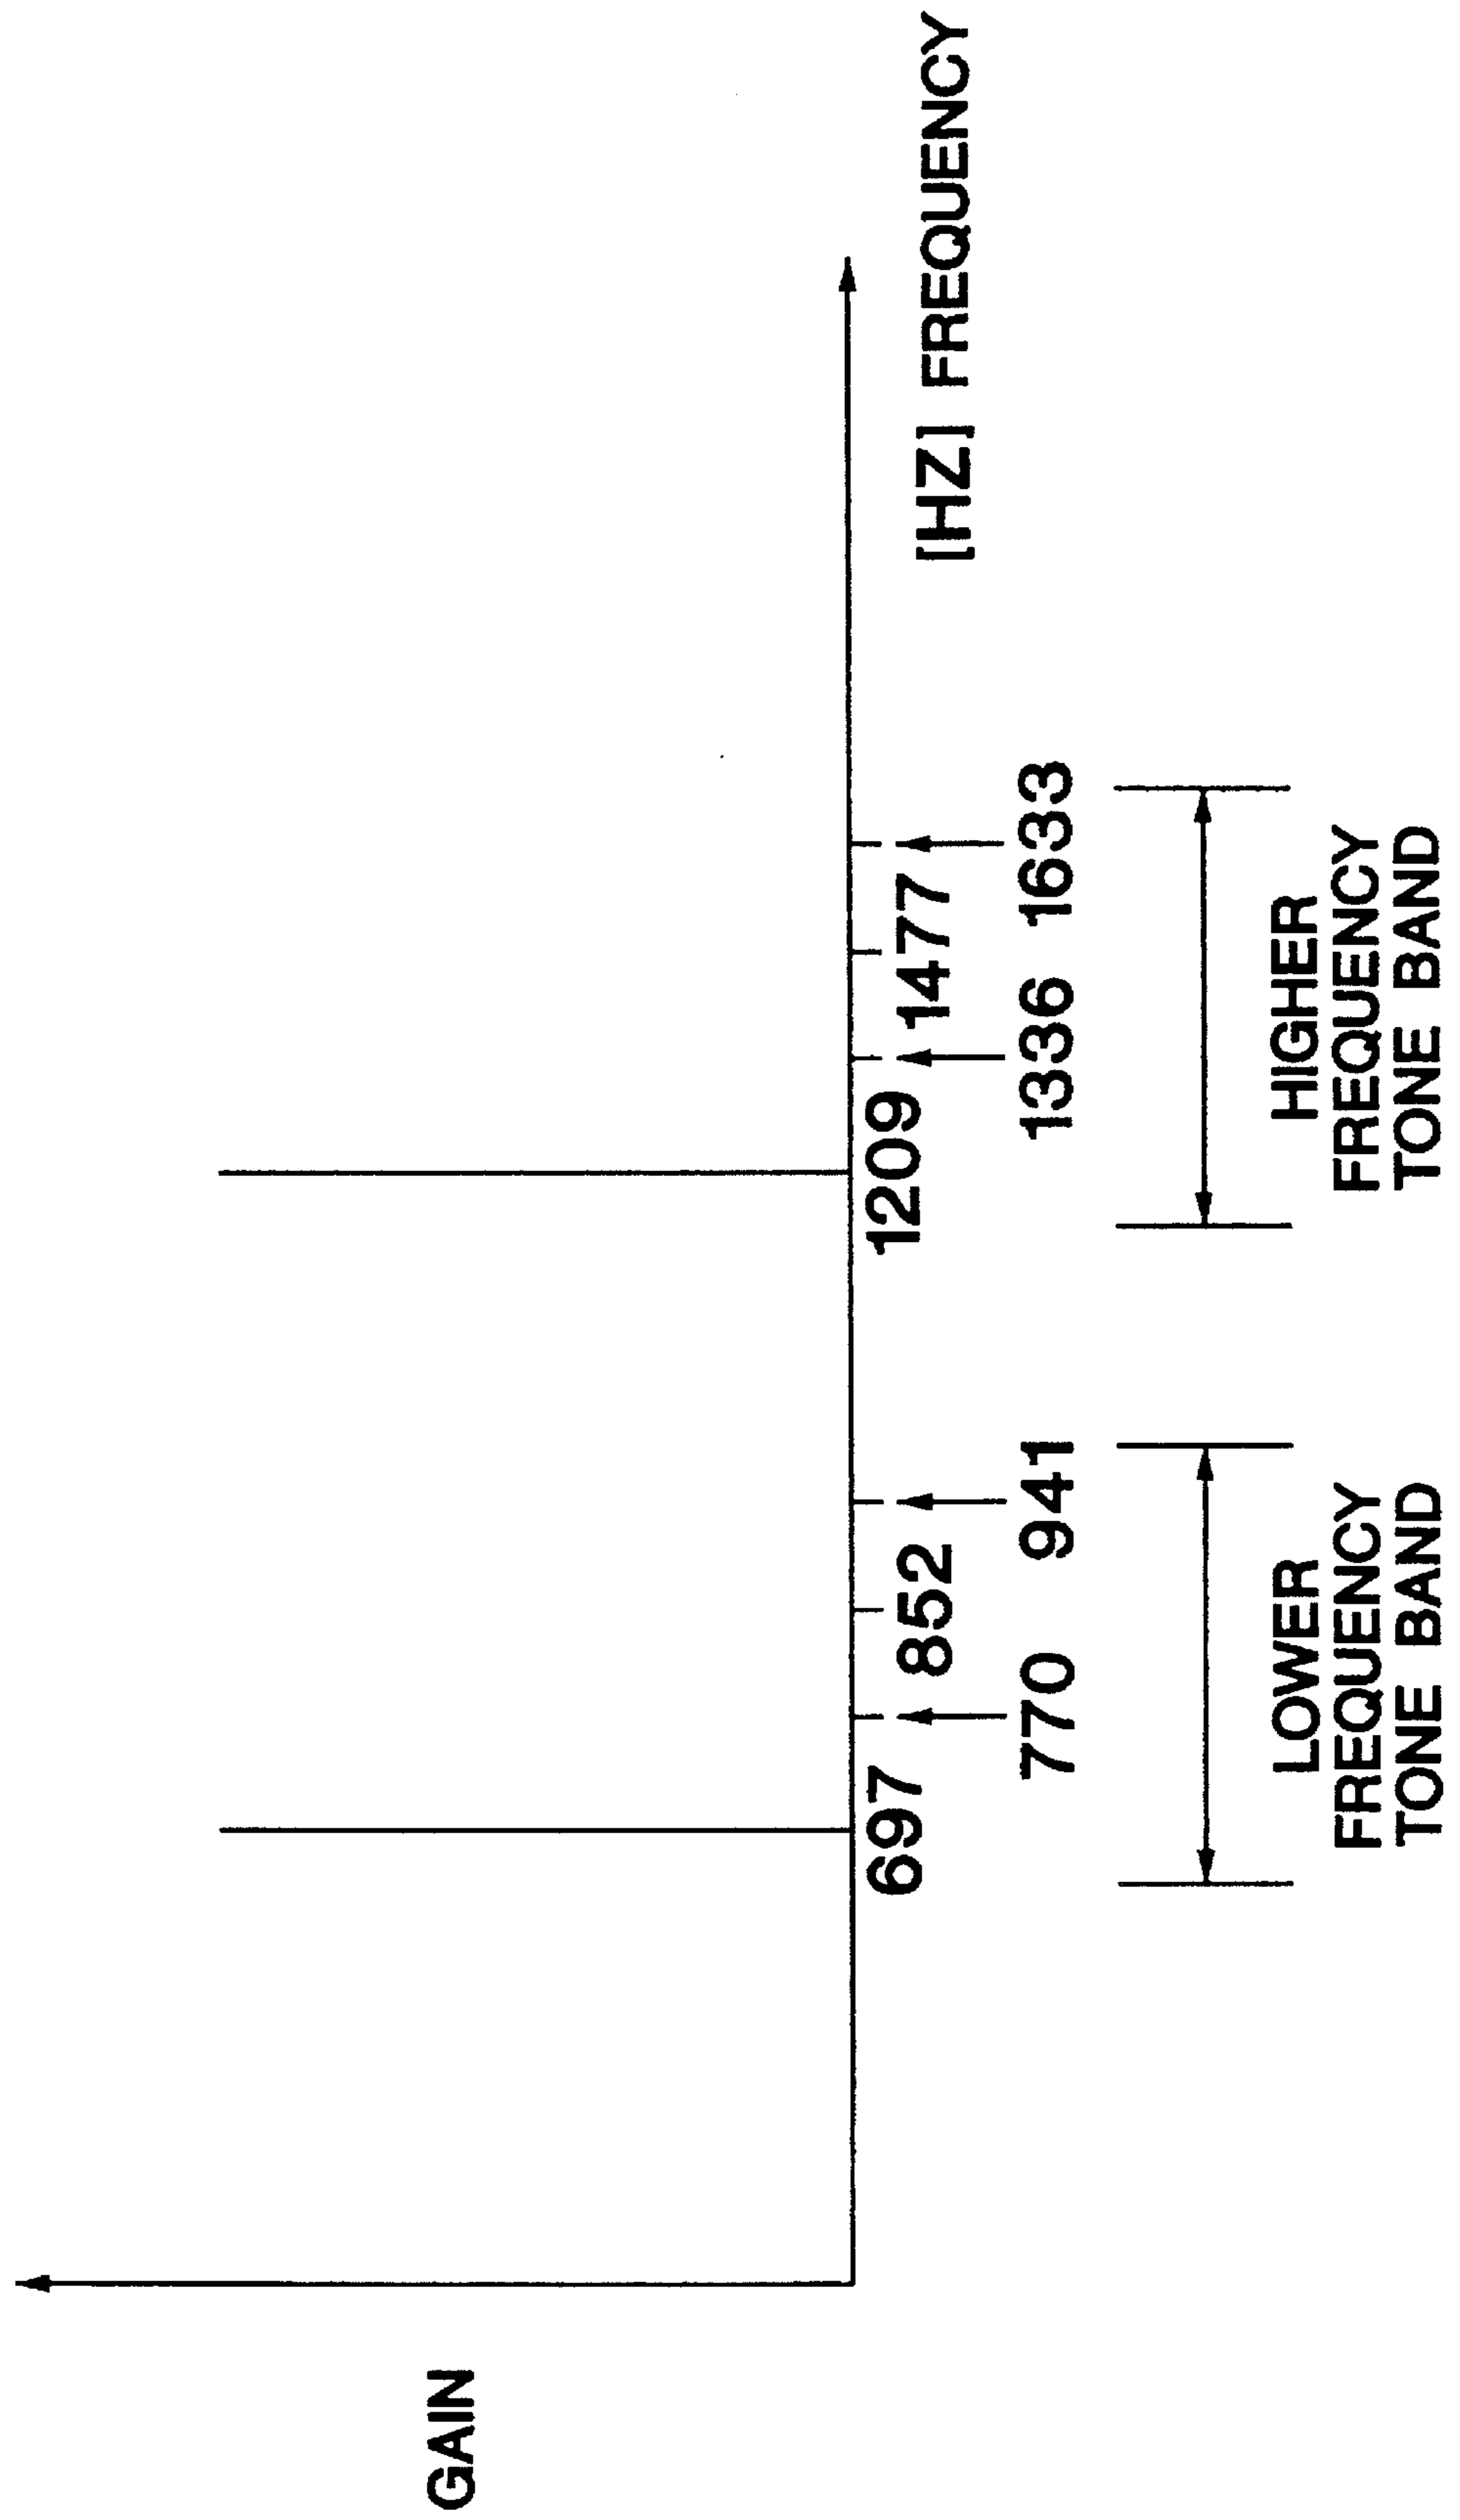 GAIN
697
1209
852
1477
[HZ] FREQUENCY
770
941
1336
1633
LOWER
FREQUENCY
TONE BAND
HIGHER
FREQUENCY
TONE BAND